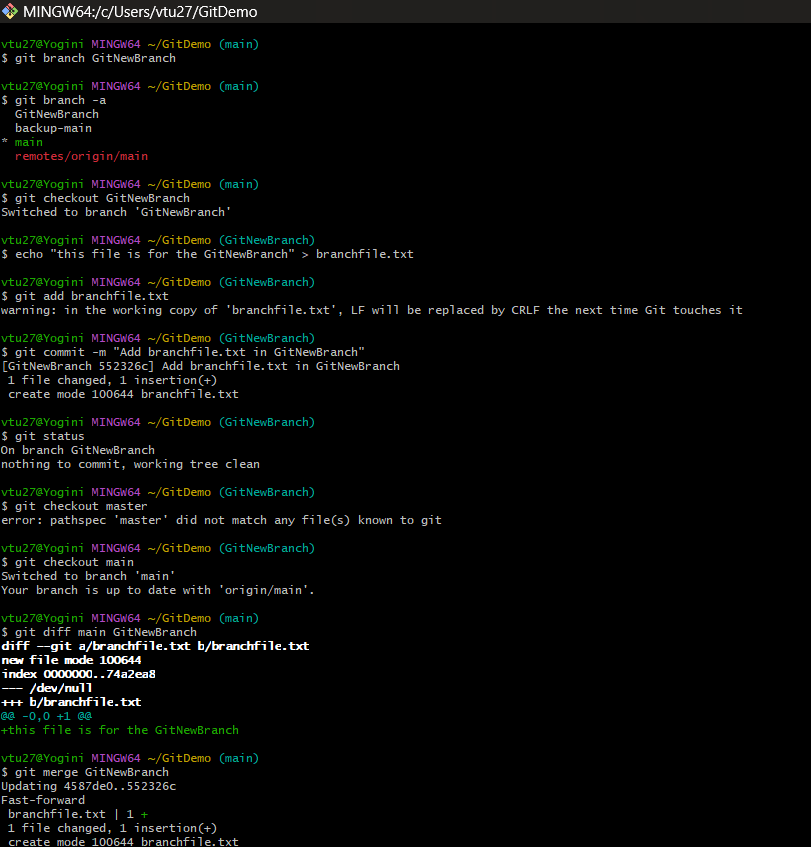 MINGW64:/c/Users/vtu27/GitDemo
vtu27@Yogini MINGW64 ~/GitDemo (main)
$ git branch GitNewBranch
vtu27@Yogini MINGW64 ~/GitDemo (main)
$ git branch -a
  GitNewBranch
  backup-main
* main
  remotes/origin/main
vtu27@Yogini MINGW64 ~/GitDemo (main)
$ git checkout GitNewBranch
Switched to branch 'GitNewBranch'
vtu27@Yogini MINGW64 ~/GitDemo (GitNewBranch)
$ echo "this file is for the GitNewBranch" > branchfile.txt
vtu27@Yogini MINGW64 ~/GitDemo (GitNewBranch)
$ git add branchfile.txt
warning: in the working copy of 'branchfile.txt', LF will be replaced by CRLF the next time Git touches it
vtu27@Yogini MINGW64 ~/GitDemo (GitNewBranch)
$ git commit -m "Add branchfile.txt in GitNewBranch"
[GitNewBranch 552326c] Add branchfile.txt in GitNewBranch
 1 file changed, 1 insertion(+)
 create mode 100644 branchfile.txt
vtu27@Yogini MINGW64 ~/GitDemo (GitNewBranch)
$ git status
On branch GitNewBranch
nothing to commit, working tree clean
vtu27@Yogini MINGW64 ~/GitDemo (GitNewBranch)
$ git checkout master
error: pathspec 'master' did not match any file(s) known to git
vtu27@Yogini MINGW64 ~/GitDemo (GitNewBranch)
$ git checkout main
Switched to branch 'main'
Your branch is up to date with 'origin/main'.
vtu27@Yogini MINGW64 ~/GitDemo (main)
$ git diff main GitNewBranch
diff --git a/branchfile.txt b/branchfile.txt
new file mode 100644
index 0000000..74a2ea8
--- /dev/null
+++ b/branchfile.txt
@@ -0,0 +1 @@
+this file is for the GitNewBranch
vtu27@Yogini MINGW64 ~/GitDemo (main)
$ git merge GitNewBranch
Updating 4587de0..552326c
Fast-forward
 branchfile.txt | 1 +
 1 file changed, 1 insertion(+)
 create mode 100644 branchfile.txt